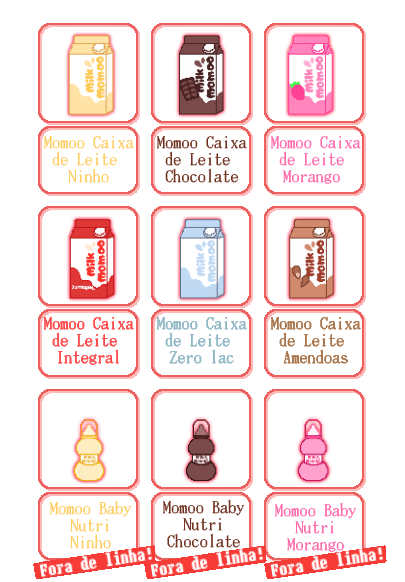 Milk Momoo
Milk Momoo
Milk Momoo
Momoo Caixa
de Leite
Ninho
Momoo Caixa
de Leite
Chocolate
Momoo Caixa
de Leite
Morango
Milk Momoo
Milk Momoo
Milk Momoo
Momoo Caixa
de Leite
Integral
Momoo Caixa
de Leite
Zero lac
Momoo Caixa
de Leite
Amendoas
Momoo Baby
Nutri
Ninho
Fora de linha!
Momoo Baby
Nutri
Chocolate
Fora de linha!
Momoo Baby
Nutri
Morango
Fora de linha!